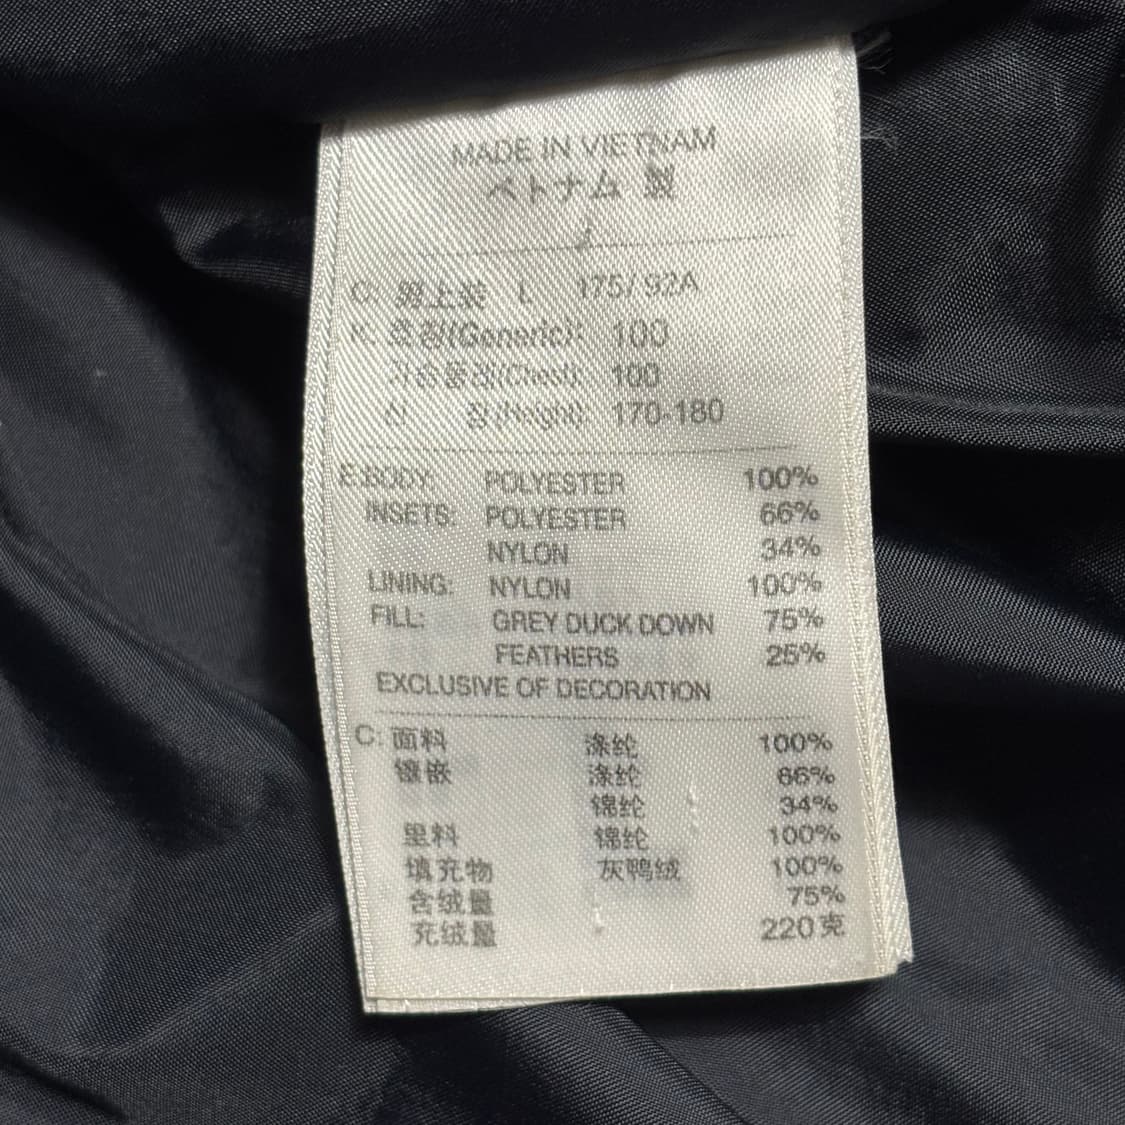 MADE IN VIETNAM
ベトナム 製
C: 男上装 L 175/ 92A
K: 호칭(Generic): 100
가슴둘레(Chest): 100
신 장(Height): 170-180
E:BODY: POLYESTER 100%
INSETS: POLYESTER 66%
NYLON 34%
LINING: NYLON 100%
FILL: GREY DUCK DOWN 75%
FEATHERS 25%
EXCLUSIVE OF DECORATION
C: 面料 涤纶 100%
镶嵌 涤纶 66%
锦纶 34%
里料 锦纶 100%
填充物 灰鸭绒 100%
含绒量 75%
充绒量 220克